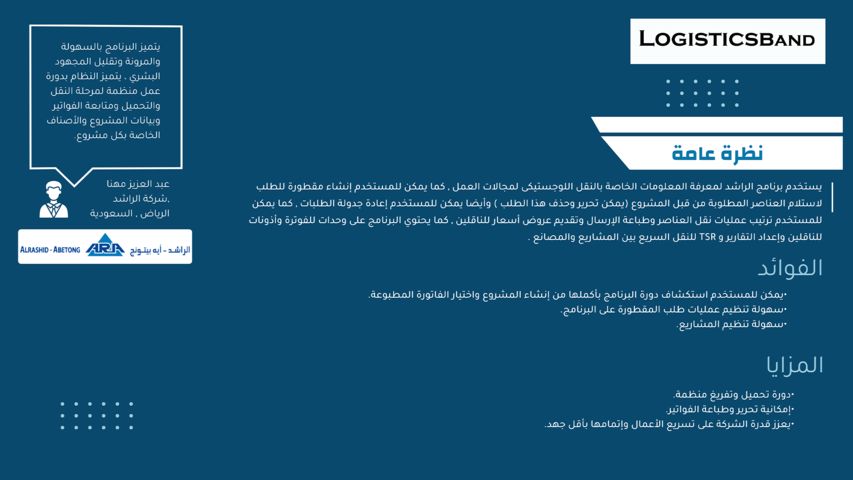 LOGISTICSBAND
نظرة عامة
يستخدم برنامج الراشد لمعرفة المعلومات الخاصة بالنقل اللوجستيكى لمجالات العمل , كما يمكن للمستخدم إنشاء مقطورة للطلب
لاستلام العناصر المطلوبة من قبل المشروع (يمكن تحرير وحذف هذا الطلب ) وأيضا يمكن للمستخدم إعادة جدولة الطلبات , كما يمكن
للمستخدم ترتيب عمليات نقل العناصر وطباعة الإرسال وتقديم عروض أسعار للناقلين , كما يحتوي البرنامج على وحدات للفوترة وأذونات
للناقلين وإعداد التقارير و TSR للنقل السريع بين المشاريع والمصانع .
الفوائد
•يمكن للمستخدم استكشاف دورة البرنامج بأكملها من إنشاء المشروع واختيار الفاتورة المطبوعة.
•سهولة تنظيم عمليات طلب المقطورة على البرنامج.
•سهولة تنظيم المشاريع.
المزايا
•دورة تحميل وتفريغ منظمة.
•إمكانية تحرير وطباعة الفواتير.
•يعزز قدرة الشركة على تسريع الأعمال وإتمامها بأقل جهد.
يتميز البرنامج بالسهولة
والمرونة وتقليل المجهود
البشري . يتميز النظام بدورة
عمل منظمة لمرحلة النقل
والتحميل ومتابعة الفواتير
وبيانات المشروع والأصناف
الخاصة بكل مشروع.
عبد العزيز مهنا
,شركة الراشد
الرياض , السعودية
ALRASHID - ABETONG ARA الراشد - أيه بيتونج